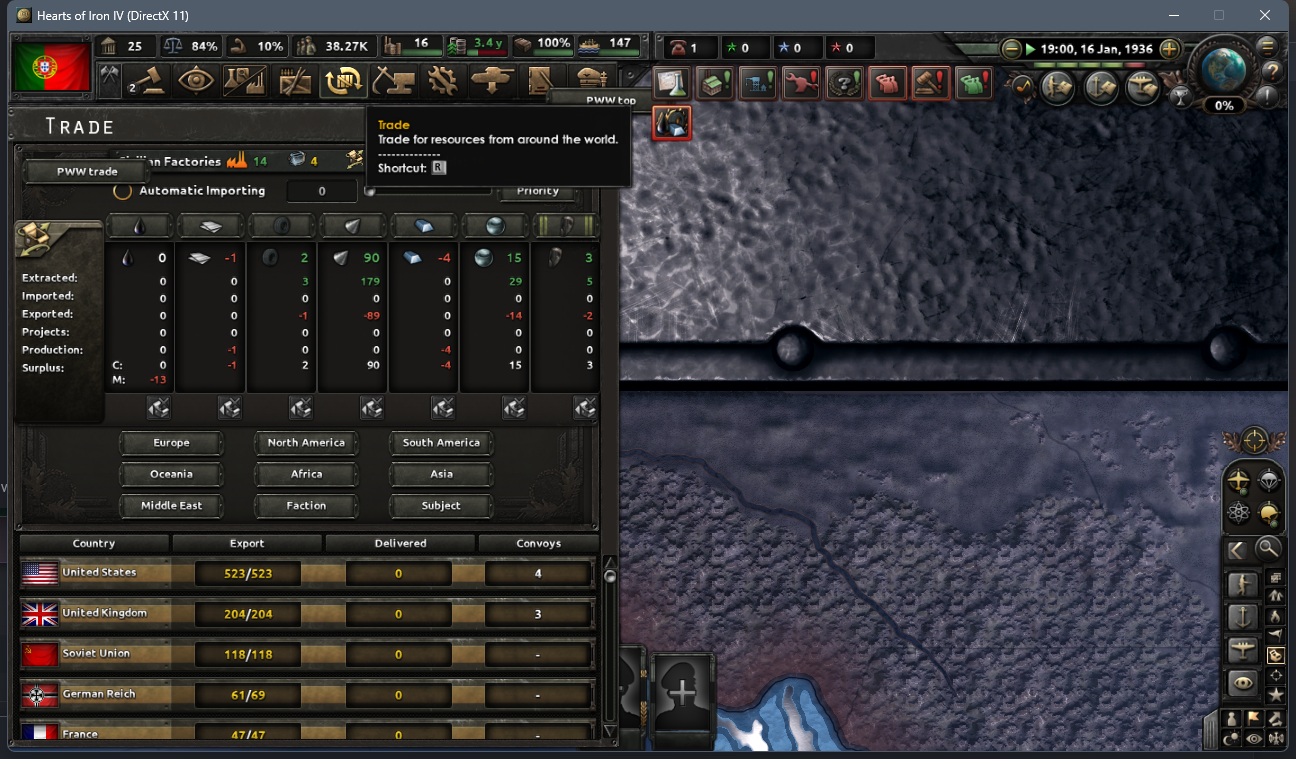 Hearts of Iron IV (DirectX 11)
25 84% 10% 38.27K 16 3.4 y 100% 147 1 0 0 0 19:00, 16 Jan, 1936
2
0%
PWW top
TRADE
Trade
Trade for resources from around the world.
--------------
Shortcut: R
Civilian Factories 14 4
PWW trade
Automatic Importing 0 Priority
0 -1 2 90 -4 15 3
Extracted: 0 0 3 179 0 29 5
Imported: 0 0 0 0 0 0 0
Exported: 0 0 -1 -89 0 -14 -2
Projects: 0 0 0 0 0 0 0
Production: 0 -1 0 0 -4 0 0
Surplus: C: 0 -1 2 90 -4 15 3
M: -13
Europe North America South America
Oceania Africa Asia
Middle East Faction Subject
Country Export Delivered Convoys
United States 523/523 0 4
United Kingdom 204/204 0 3
Soviet Union 118/118 0 -
German Reich 61/69 0 -
France 47/47 0 -